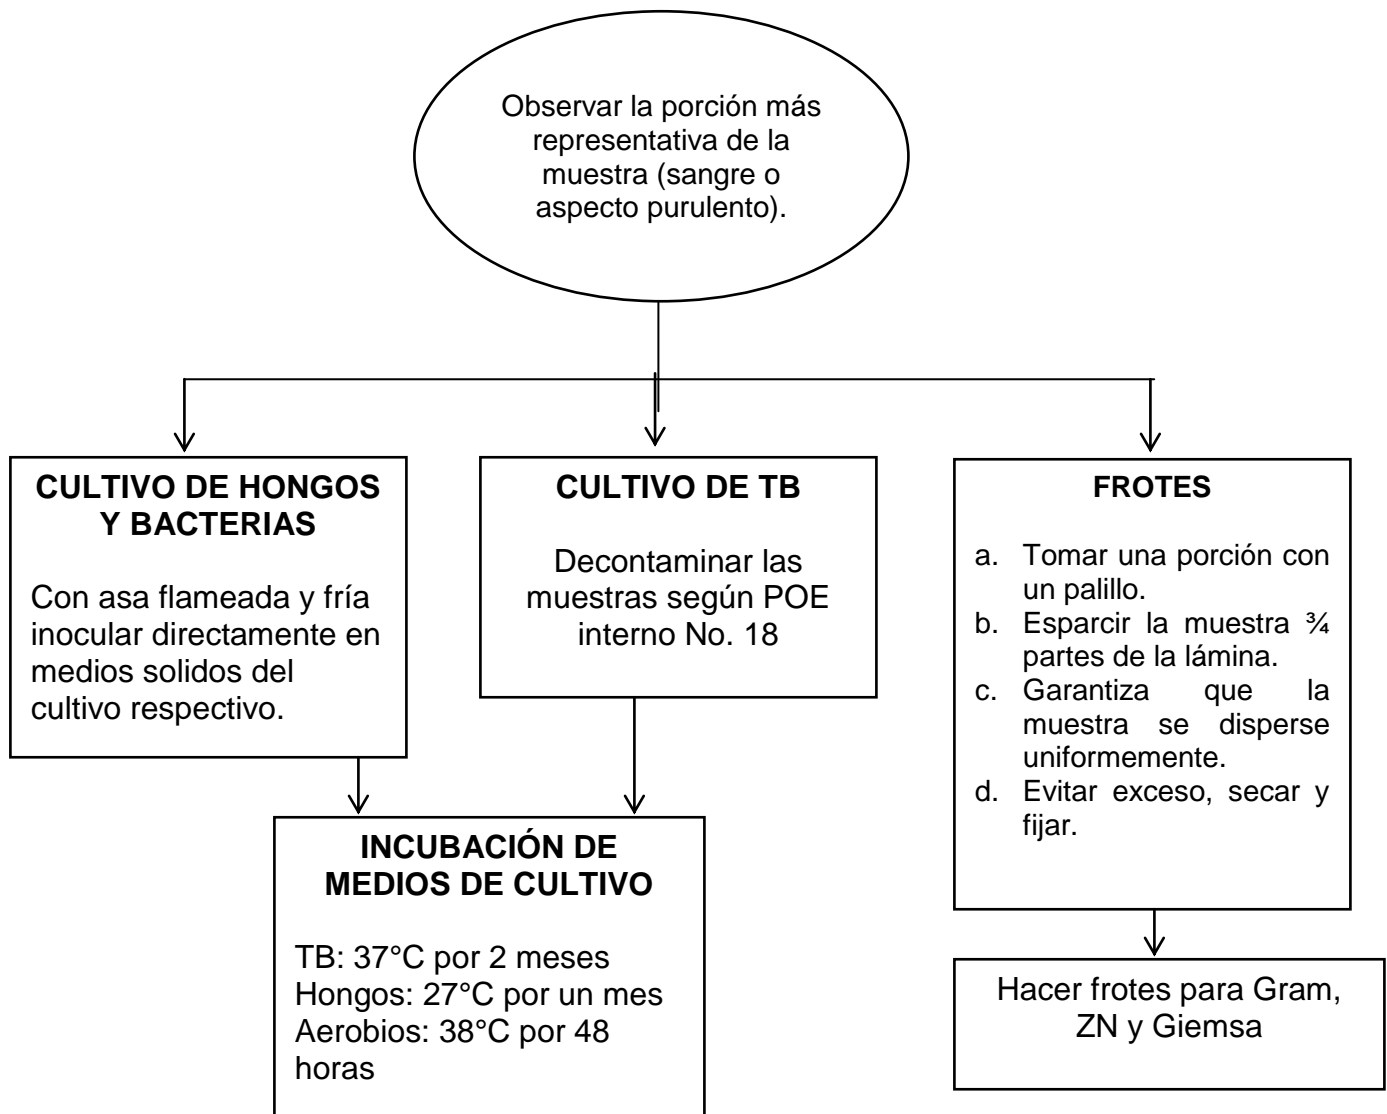 Observar la porción más
representativa de la
muestra (sangre o
aspecto purulento).
CULTIVO DE HONGOS
Y BACTERIAS
Con asa flameada y fría
inocular directamente en
medios solidos del
cultivo respectivo.
CULTIVO DE TB
Decontaminar las
muestras según POE
interno No. 18
FROTES
a. Tomar una porción con
un palillo.
b. Esparcir la muestra ¾
partes de la lámina.
c. Garantiza que la
muestra se disperse
uniformemente.
d. Evitar exceso, secar y
fijar.
INCUBACIÓN DE
MEDIOS DE CULTIVO
TB: 37°C por 2 meses
Hongos: 27°C por un mes
Aerobios: 38°C por 48
horas
Hacer frotes para Gram,
ZN y Giemsa